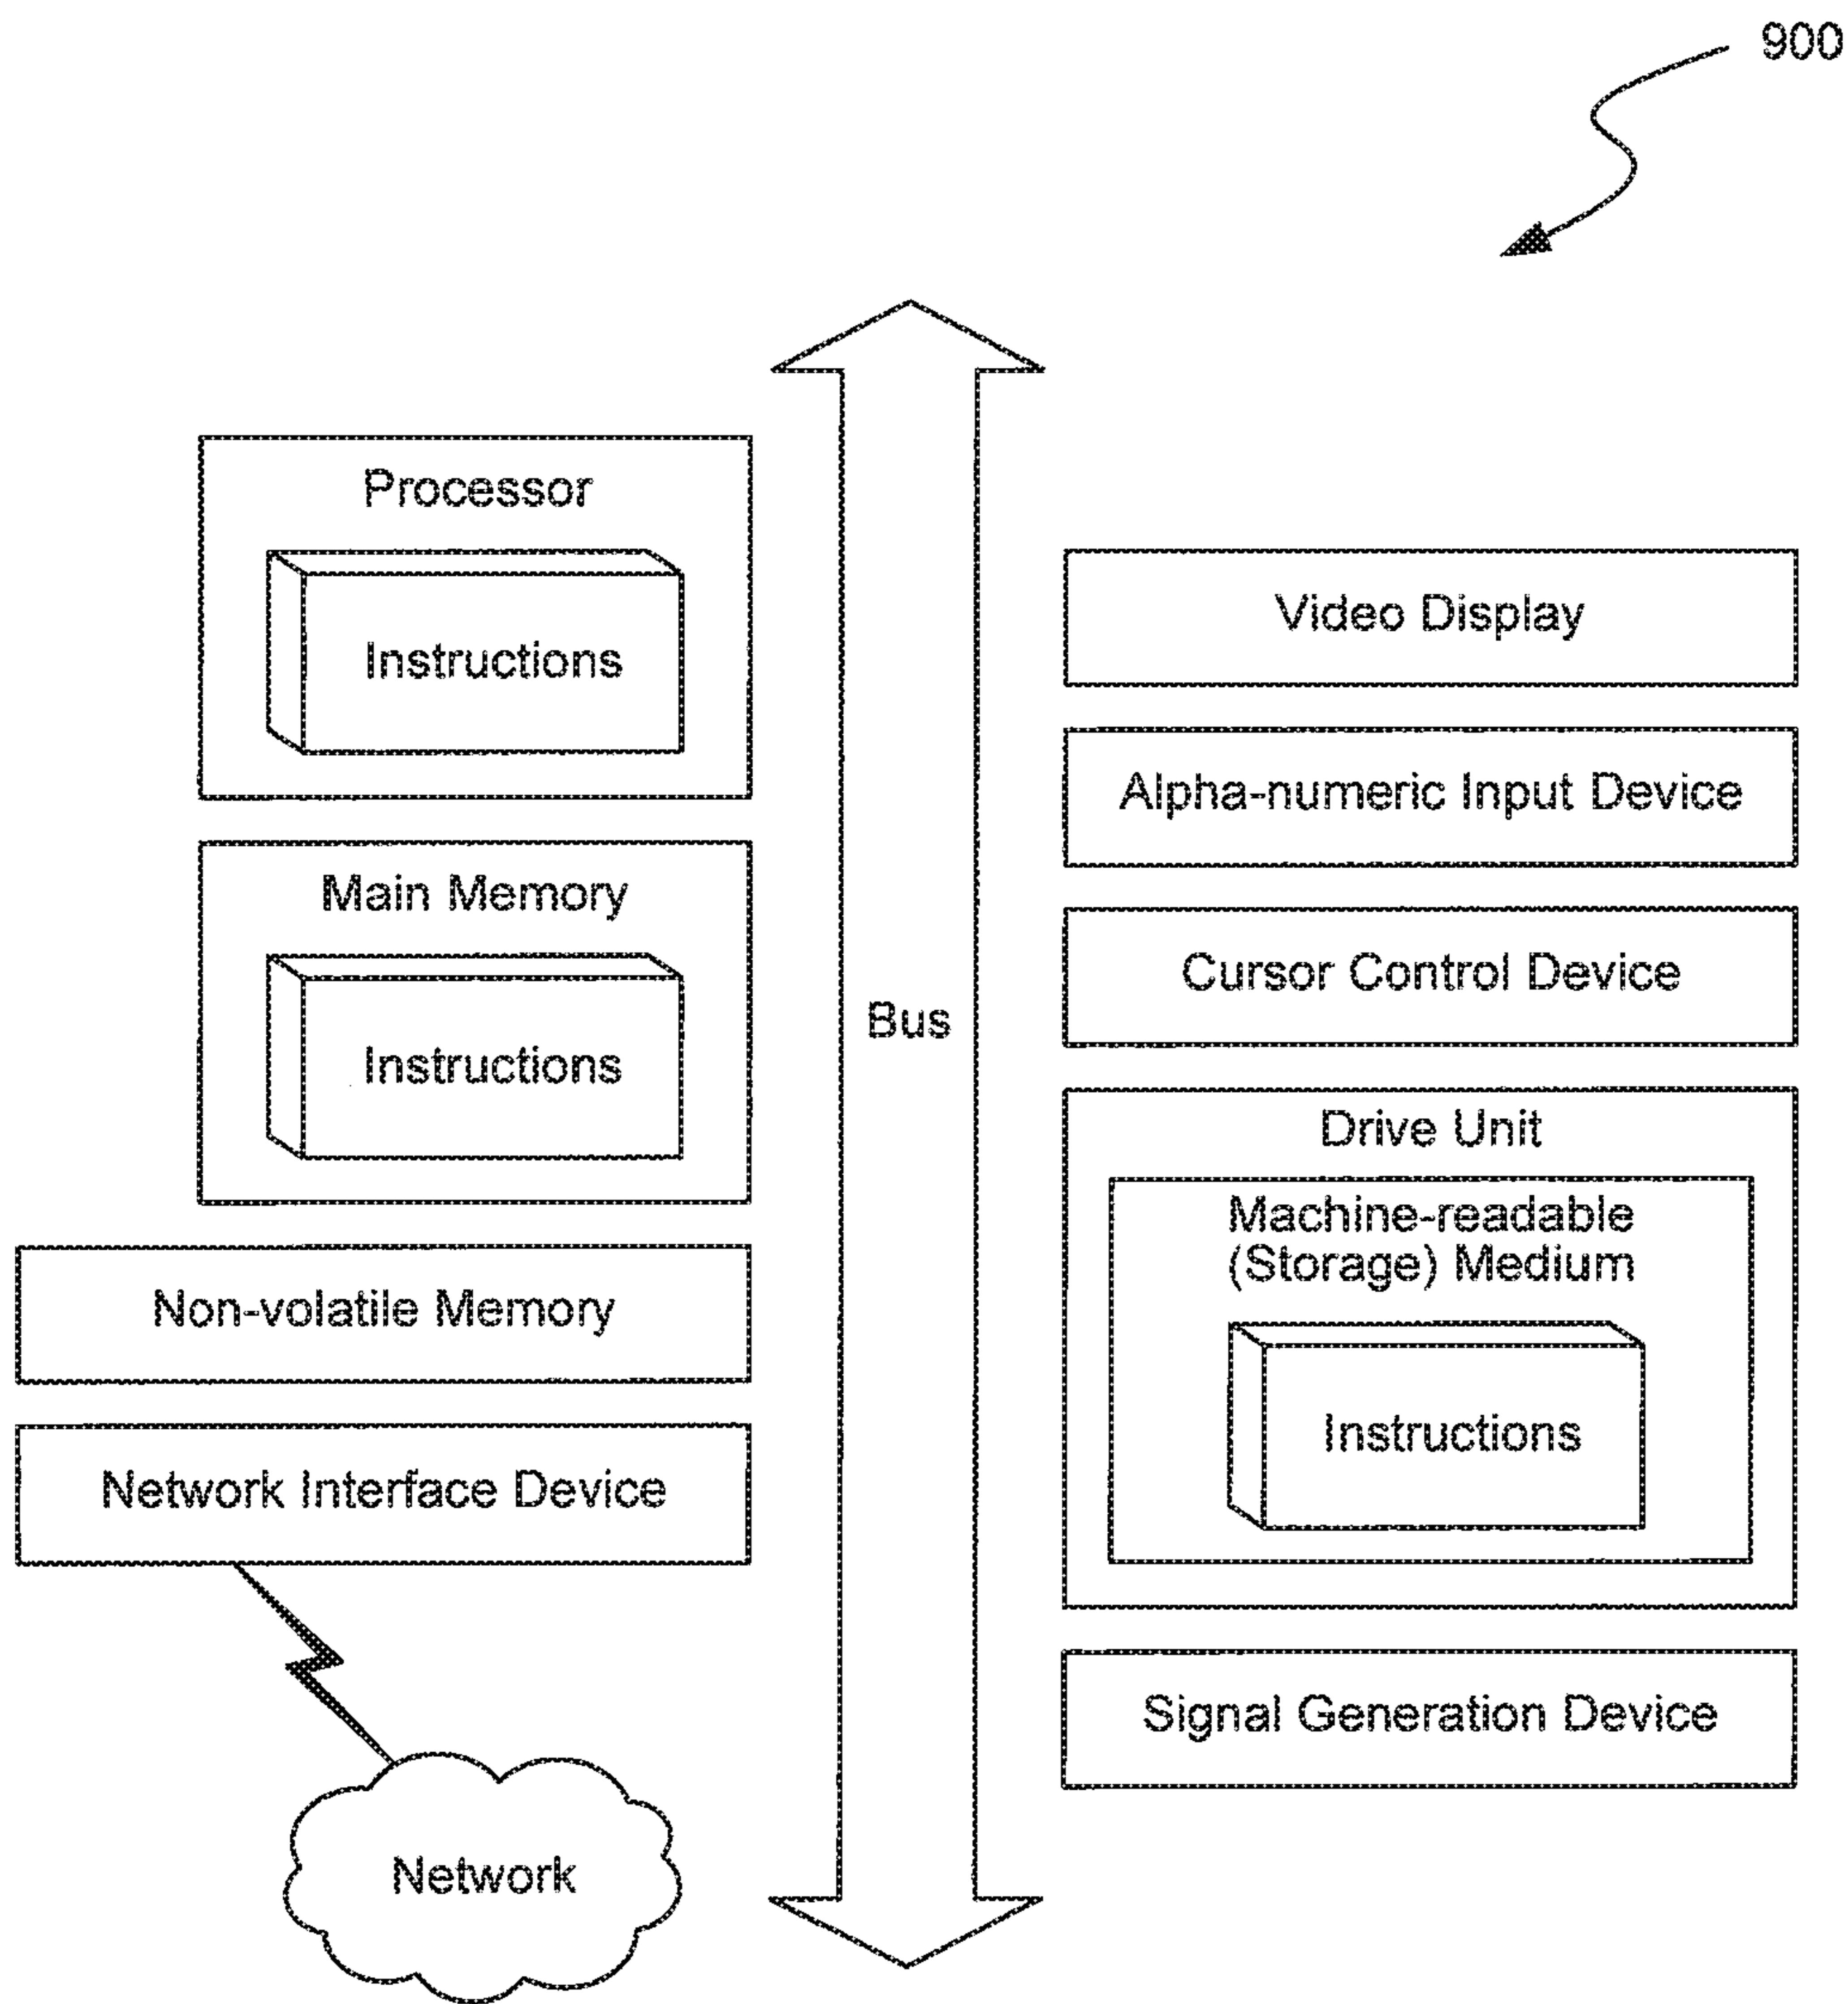 900
Processor
Instructions
Main Memory
Instructions
Non-volatile Memory
Network Interface Device
Network
Bus
Video Display
Alpha-numeric Input Device
Cursor Control Device
Drive Unit
Machine-readable
(Storage) Medium
Instructions
Signal Generation Device